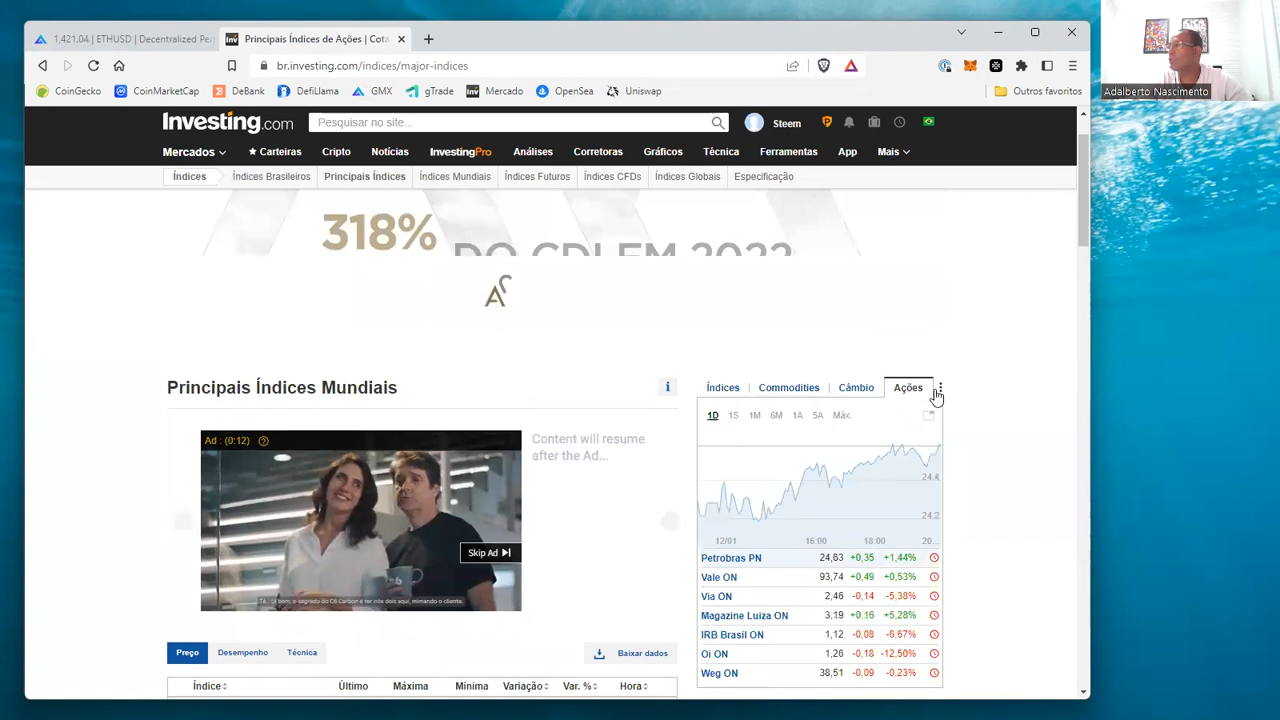 1,421.04 | ETHUSD | Decentralized Per
Principais Índices de Ações | Cota
br.investing.com/indices/major-indices
CoinGecko
CoinMarketCap
DeBank
DefiLlama
GMX
gTrade
Inv Mercado
OpenSea
Uniswap
Outros favoritos
Adalberto Nascimento
Investing.com
Pesquisar no site...
Steem
Mercados
Carteiras
Cripto
Notícias
InvestingPro
Análises
Corretoras
Gráficos
Técnica
Ferramentas
App
Mais
Índices
Índices Brasileiros
Principais Índices
Índices Mundiais
Índices Futuros
Índices CFDs
Índices Globais
Especificação
318%
DO CDI EM 2022
Principais Índices Mundiais
Ad : (0:12)
Content will resume
after the Ad...
Skip Ad
Índices | Commodities | Câmbio Ações
1D 1S 1M 6M 1A 5A Máx.
24.4
24.2
12/01 16:00 18:00 20...
Petrobras PN 24,63 +0,35 +1,44%
Vale ON 93,74 +0,49 +0,53%
Via ON 2,46 -0,14 -5,38%
Magazine Luiza ON 3,19 +0,16 +5,28%
IRB Brasil ON 1,12 -0,08 -6,67%
Oi ON 1,26 -0,18 -12,50%
Weg ON 38,51 -0,09 -0,23%
Preço Desempenho Técnica
Baixar dados
Índice Último Máxima Mínima Variação Var. % Hora